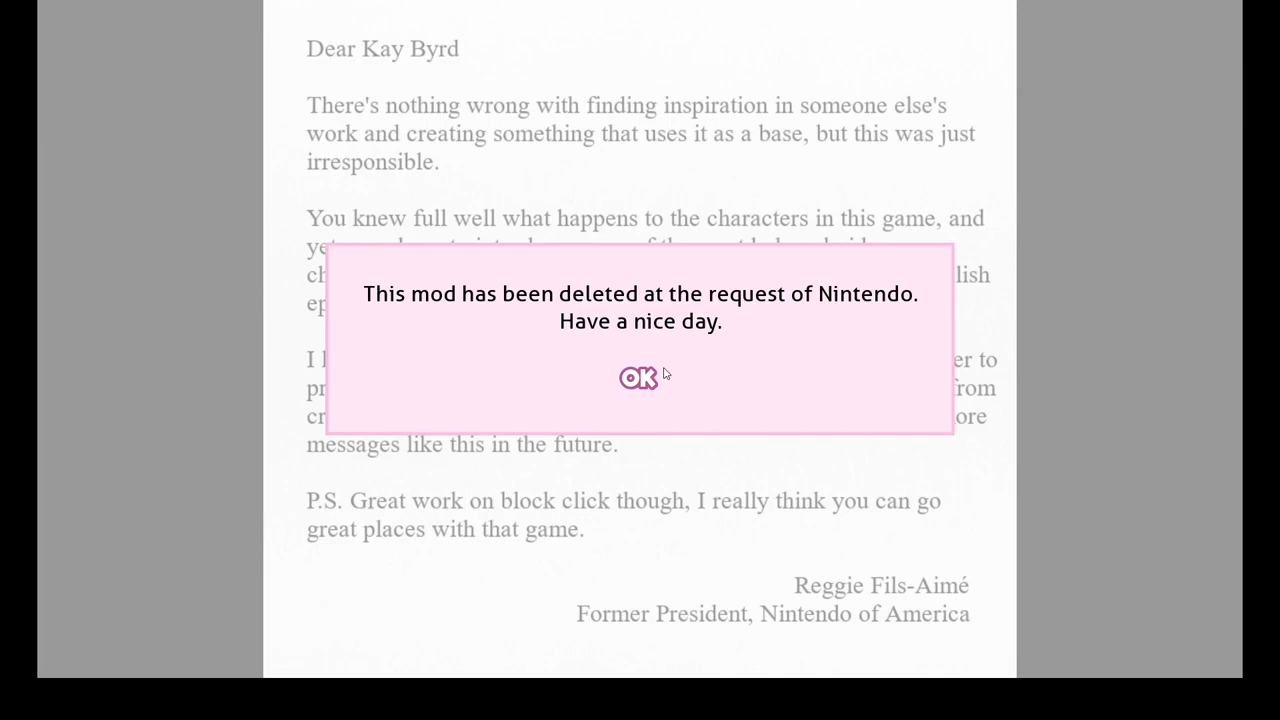 Dear Kay Byrd
There's nothing wrong with finding inspiration in someone else's
work and creating something that uses it as a base, but this was just
irresponsible.
You knew full well what happens to the characters in this game, and
This mod has been deleted at the request of Nintendo.
Have a nice day.
I
er to
OK
from
messages like this in the future.
P.S. Great work on block click though, I really think you can go
great places with that game.
Reggie Fils-Aimé
Former President, Nintendo of America